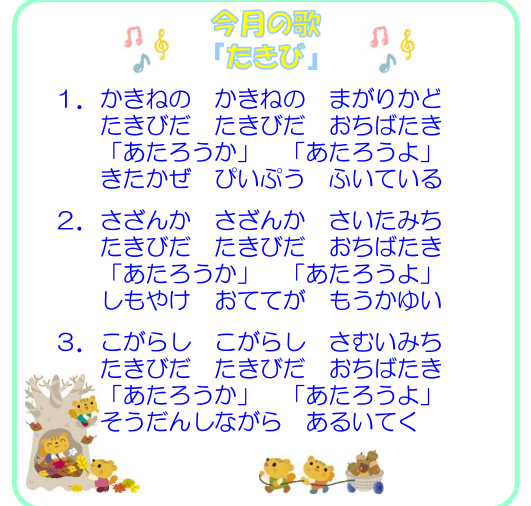 今月の歌
「たきび」
１．かきねの　かきねの　まがりかど
たきびだ　たきびだ　おちばたき
「あたろうか」　「あたろうよ」
きたかぜ　ぴいぷう　ふいている
２．さざんか　さざんか　さいたみち
たきびだ　たきびだ　おちばたき
「あたろうか」　「あたろうよ」
しもやけ　おててが　もうかゆい
３．こがらし　こがらし　さむいみち
たきびだ　たきびだ　おちばたき
「あたろうか」　「あたろうよ」
そうだんしながら　あるいてく